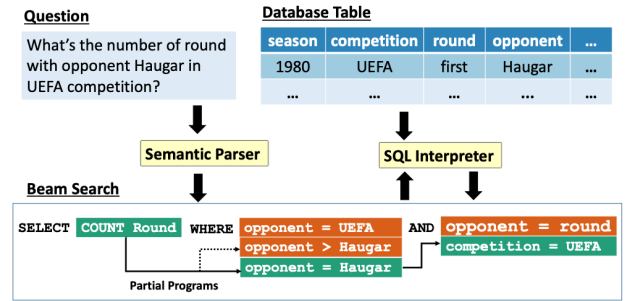 Question
What's the number of round
with opponent Haugar in
UEFA competition?
Database Table
season competition round opponent ...
1980 UEFA first Haugar ...
... ... ... ... ...
Semantic Parser
SQL Interpreter
Beam Search
SELECT COUNT Round WHERE opponent = UEFA AND opponent = round
opponent > Haugar competition = UEFA
opponent = Haugar
Partial Programs